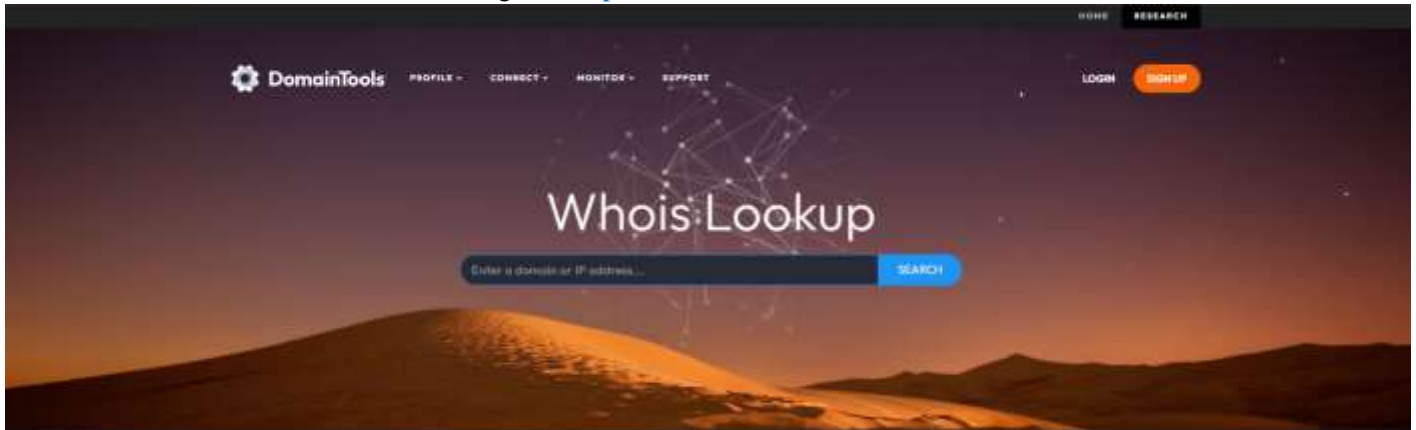 HOME RESEARCH
DomainTools PROFILE CONNECT MONITOR SUPPORT LOGIN SIGN UP
Whois Lookup
Enter a domain or IP address... SEARCH